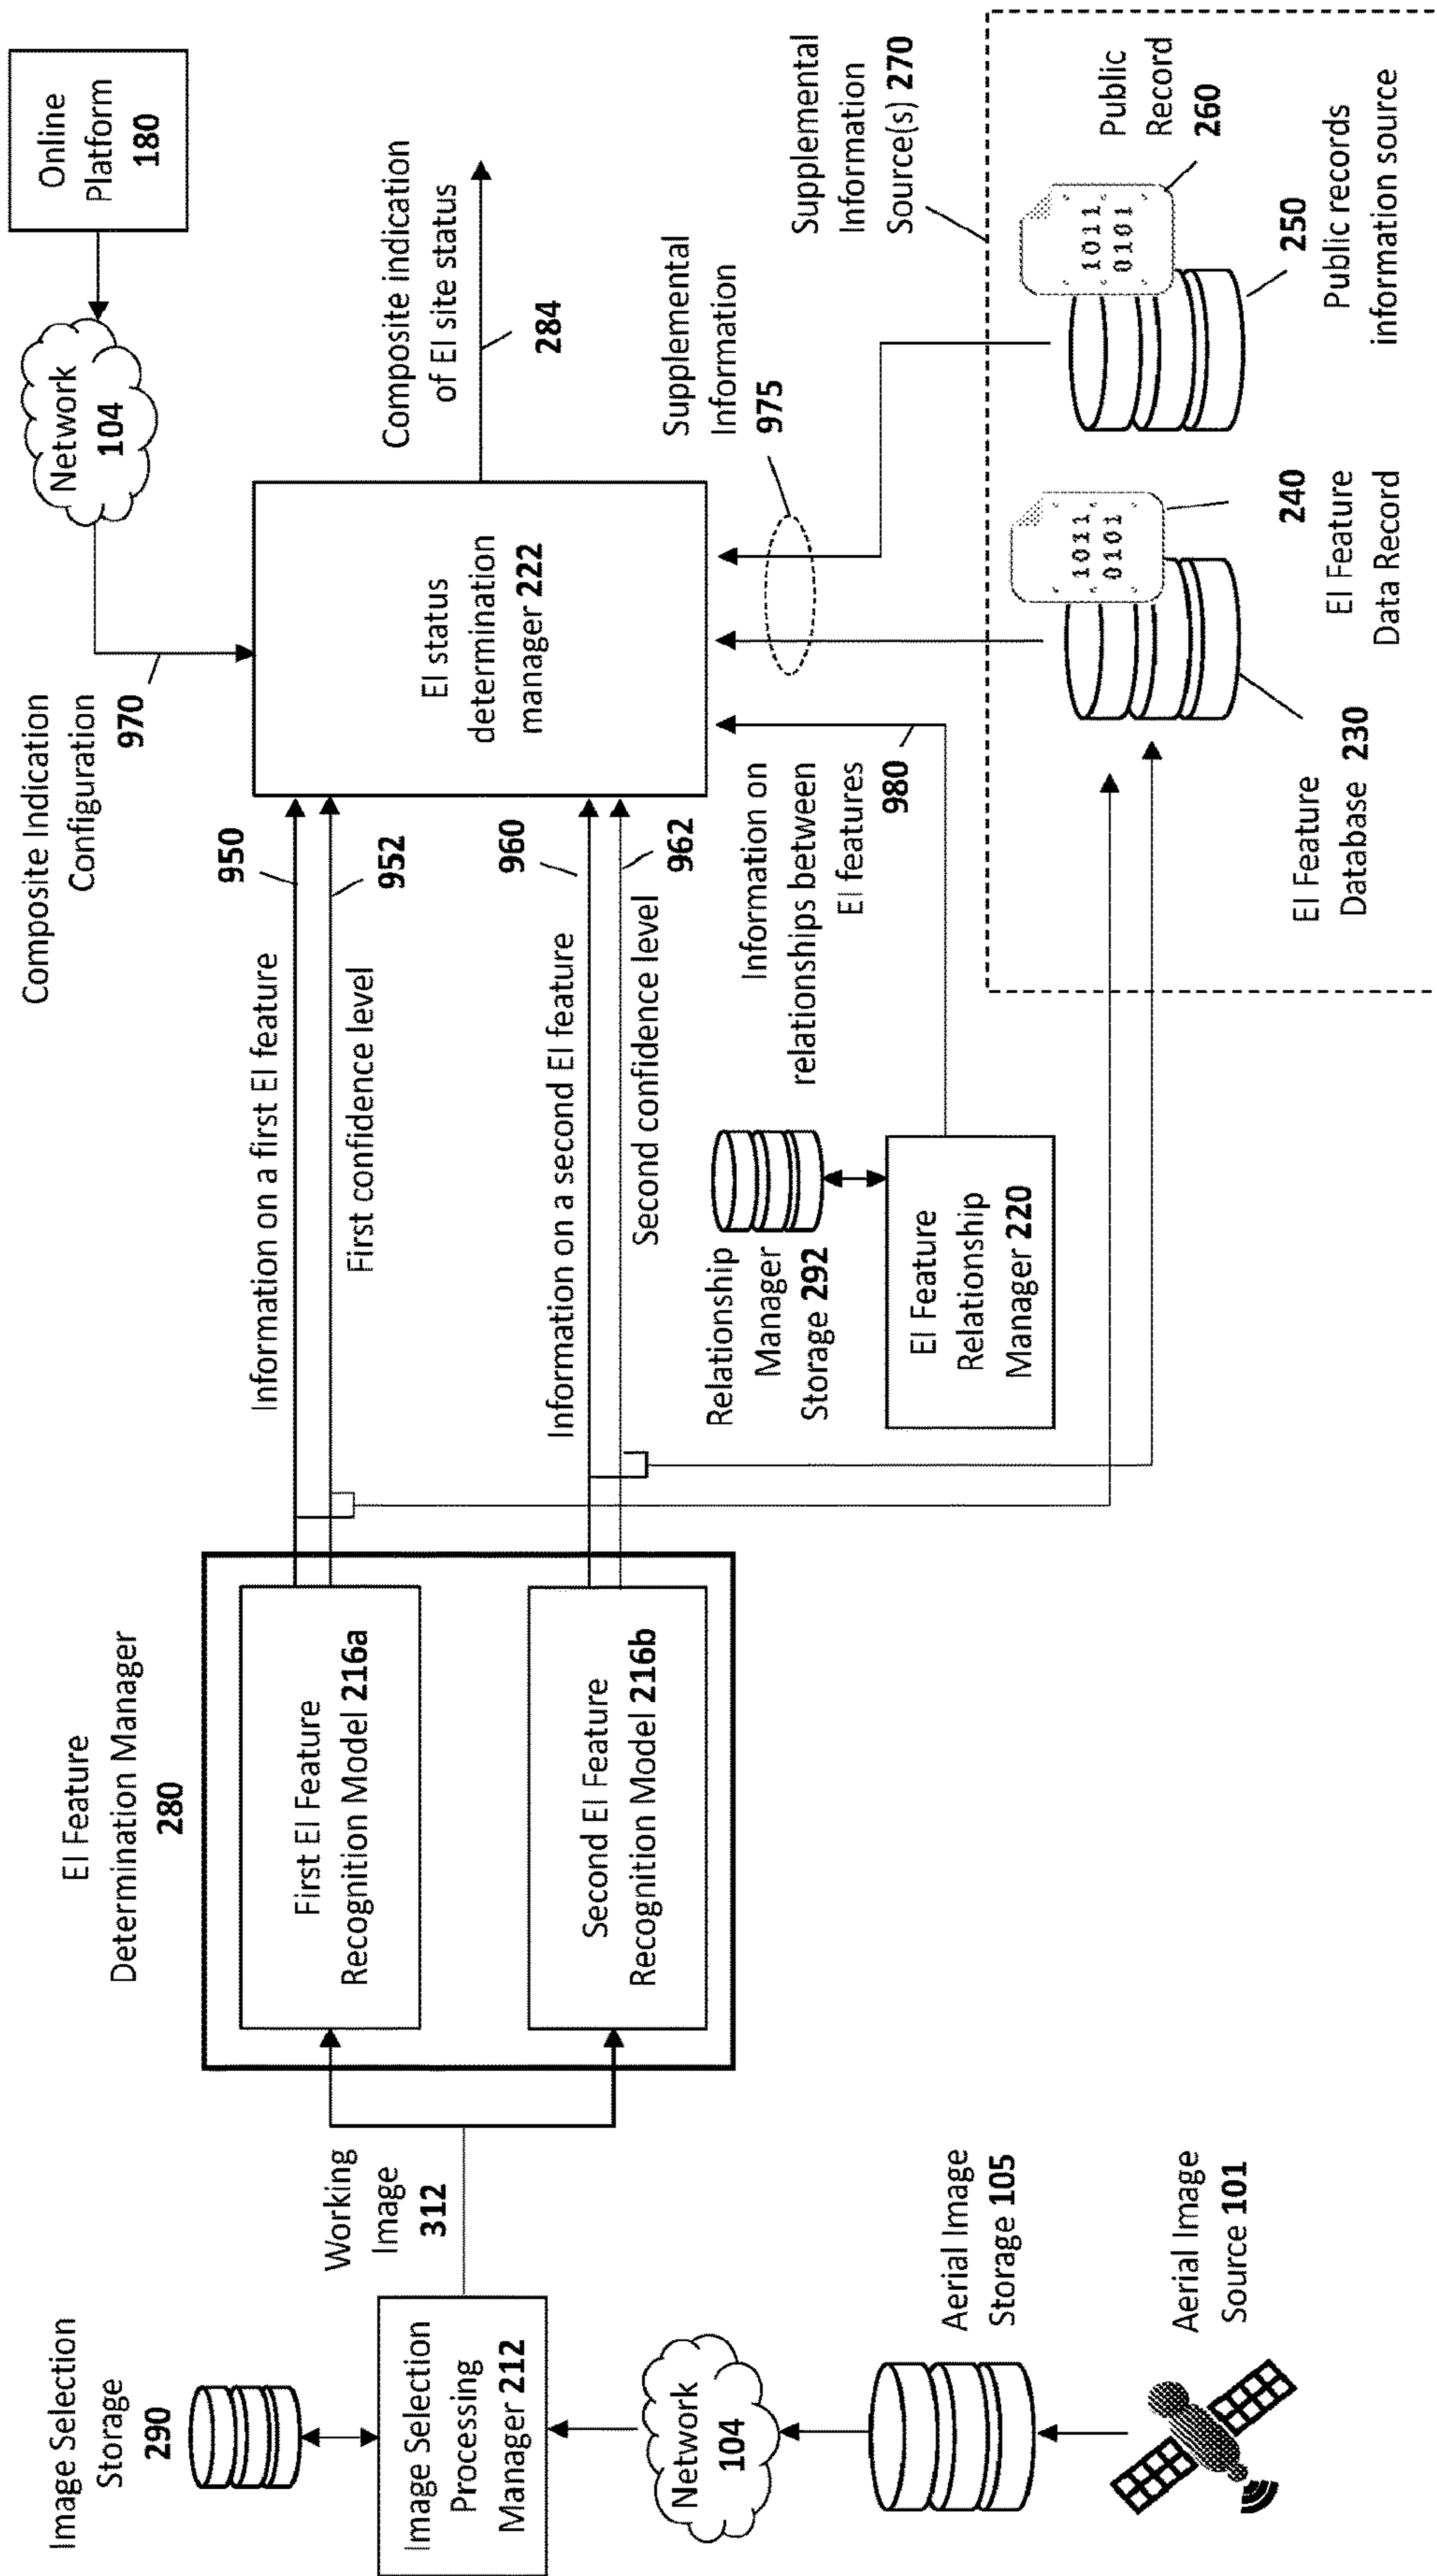 Image Selection
Storage
290
Image Selection
Processing
Manager 212
Network
104
Aerial Image
Storage 105
Aerial Image
Source 101
Working
Image
312
EI Feature
Determination Manager
280
First EI Feature
Recognition Model 216a
Second EI Feature
Recognition Model 216b
Information on a first EI feature
950
First confidence level
952
Information on a second EI feature
960
Second confidence level
962
Relationship
Manager
Storage 292
EI Feature
Relationship
Manager 220
Information on
relationships between
EI features
980
Composite Indication
Configuration
970
Network
104
Online
Platform
180
EI status
determination
manager 222
Composite indication
of EI site status
284
Supplemental
Information
975
Supplemental
Information
Source(s) 270
EI Feature
Database 230
1011
0101
240
EI Feature
Data Record
1011
0101
Public
Record
260
250
Public records
information source